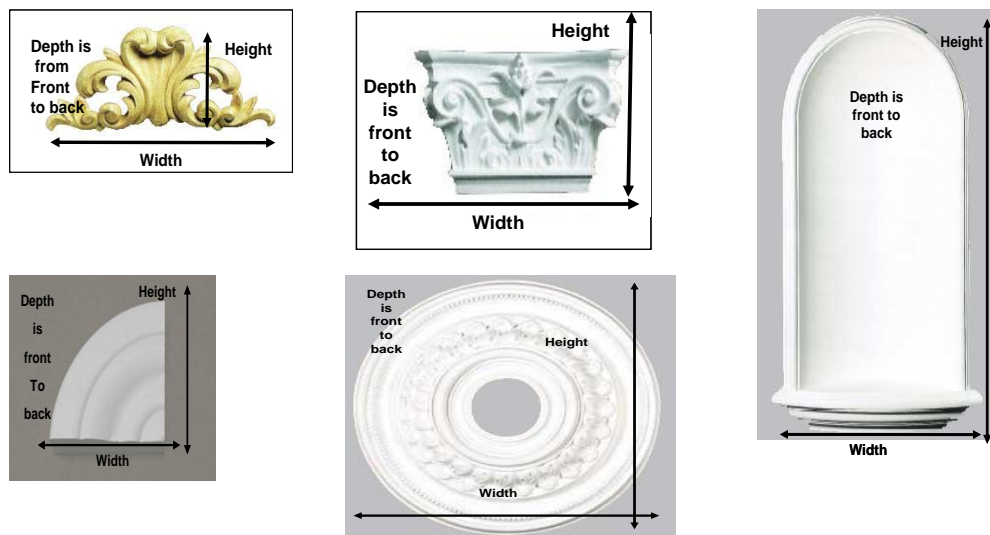 Depth is
from
Front
to back
Height
Width
Height
Depth
is
front
to
back
Width
Height
Depth is
front to
back
Width
Depth
is
front
To
back
Height
Width
Depth
is
front
to
back
Height
Width